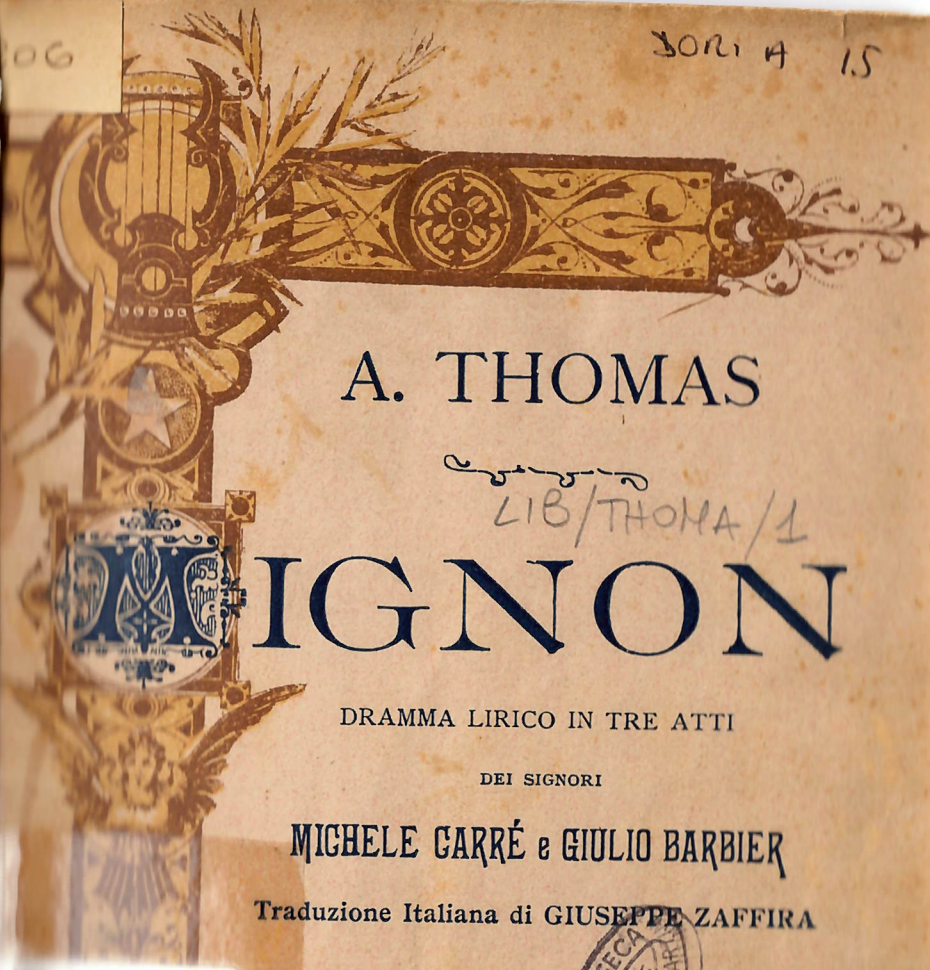 06
DORI A 15
A. THOMAS
LIB/THOMA/1
MIGNON
DRAMMA LIRICO IN TRE ATTI
DEI SIGNORI
MICHELE CARRÉ e GIULIO BARBIER
Traduzione Italiana di GIUSEPPE ZAFFIRA